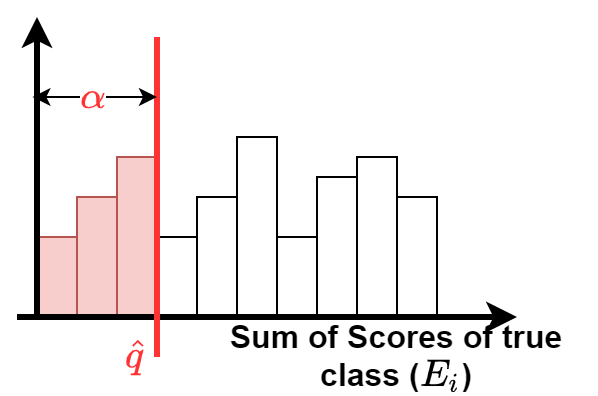 α
q̂
Sum of Scores of true
class (Eᵢ)